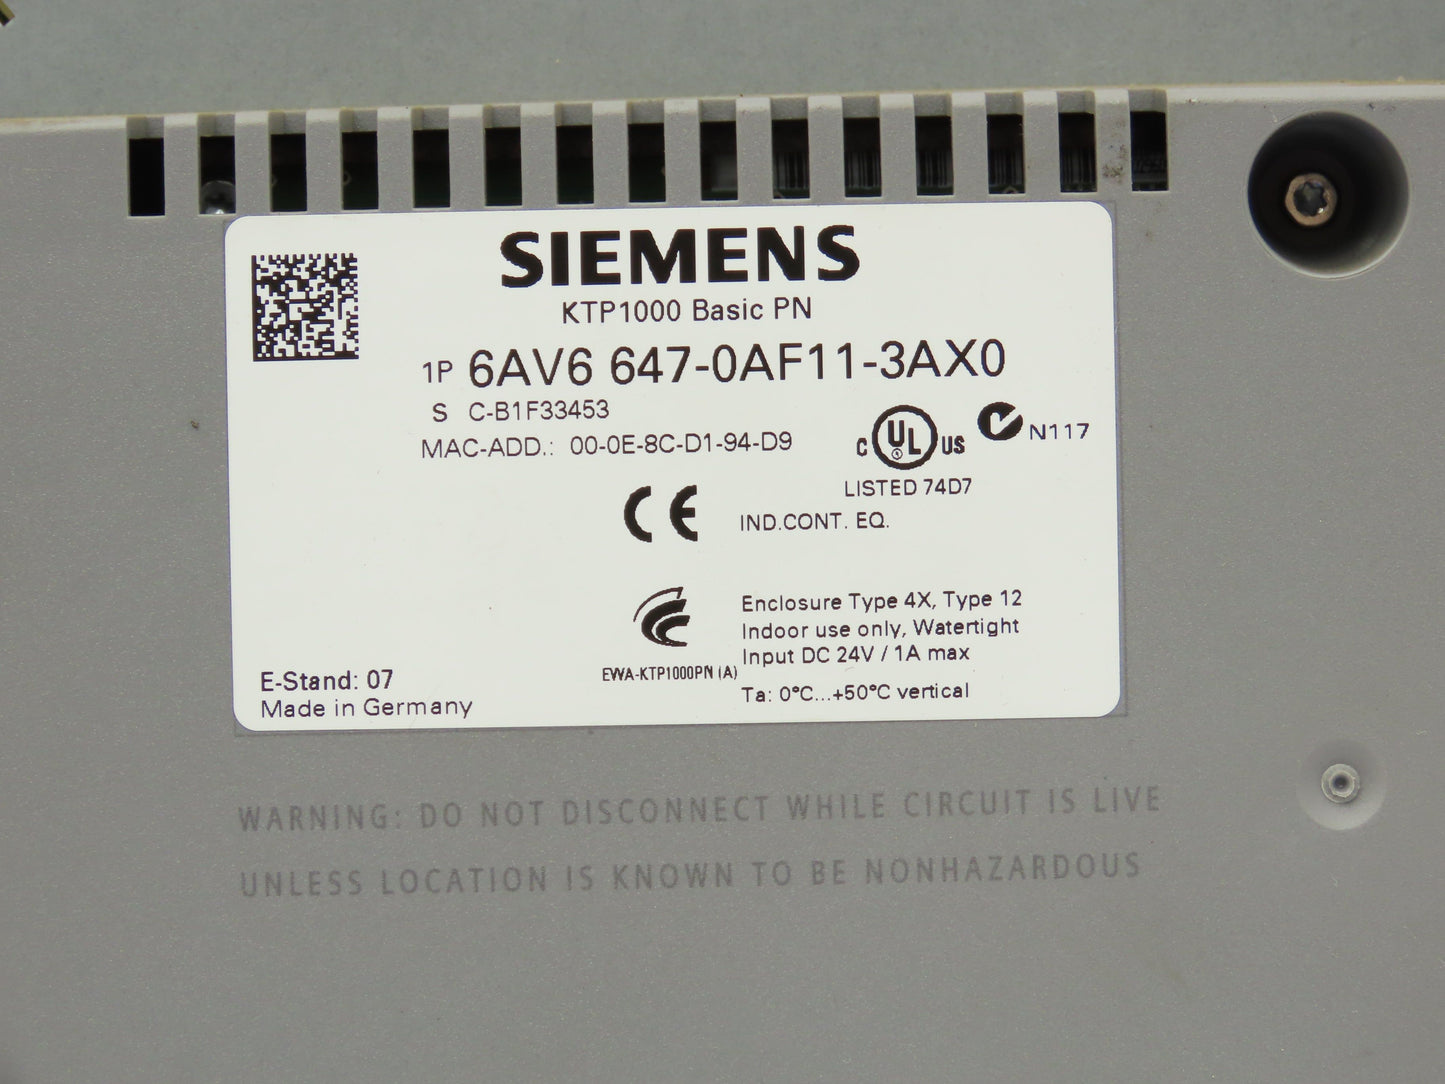 SIEMENS
KTP1000 Basic PN
1P 6AV6 647-0AF11-3AX0
S C-B1F33453
MAC-ADD.: 00-0E-8C-D1-94-D9
C UL US
N117
LISTED 74D7
CE
IND.CONT. EQ.
EWA-KTP1000PN (A)
Enclosure Type 4X, Type 12
Indoor use only, Watertight
Input DC 24V / 1A max
Ta: 0°C...+50°C vertical
E-Stand: 07
Made in Germany
WARNING: DO NOT DISCONNECT WHILE CIRCUIT IS LIVE
UNLESS LOCATION IS KNOWN TO BE NONHAZARDOUS